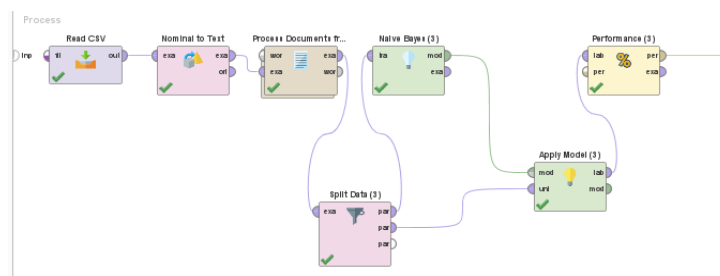 Process
Read CSV
Nominal to Text
Process Documents fr...
Naive Bayes (3)
Performance (3)
inp
fil
out
exa
exa
ori
wor
exa
exa
wor
tra
mod
exa
lab
per
per
exa
Apply Model (3)
mod
unl
lab
mod
Split Data (3)
exa
par
par
par